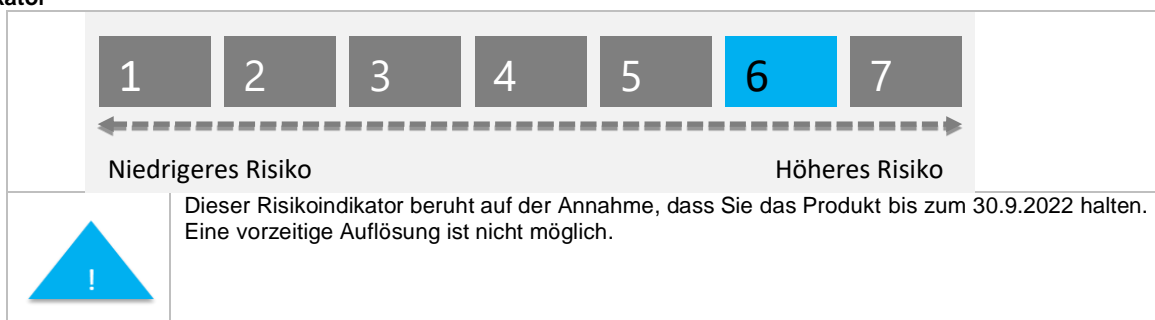 1 2 3 4 5 6 7
Niedrigeres Risiko Höheres Risiko
Dieser Risikoindikator beruht auf der Annahme, dass Sie das Produkt bis zum 30.9.2022 halten.
Eine vorzeitige Auflösung ist nicht möglich.
!